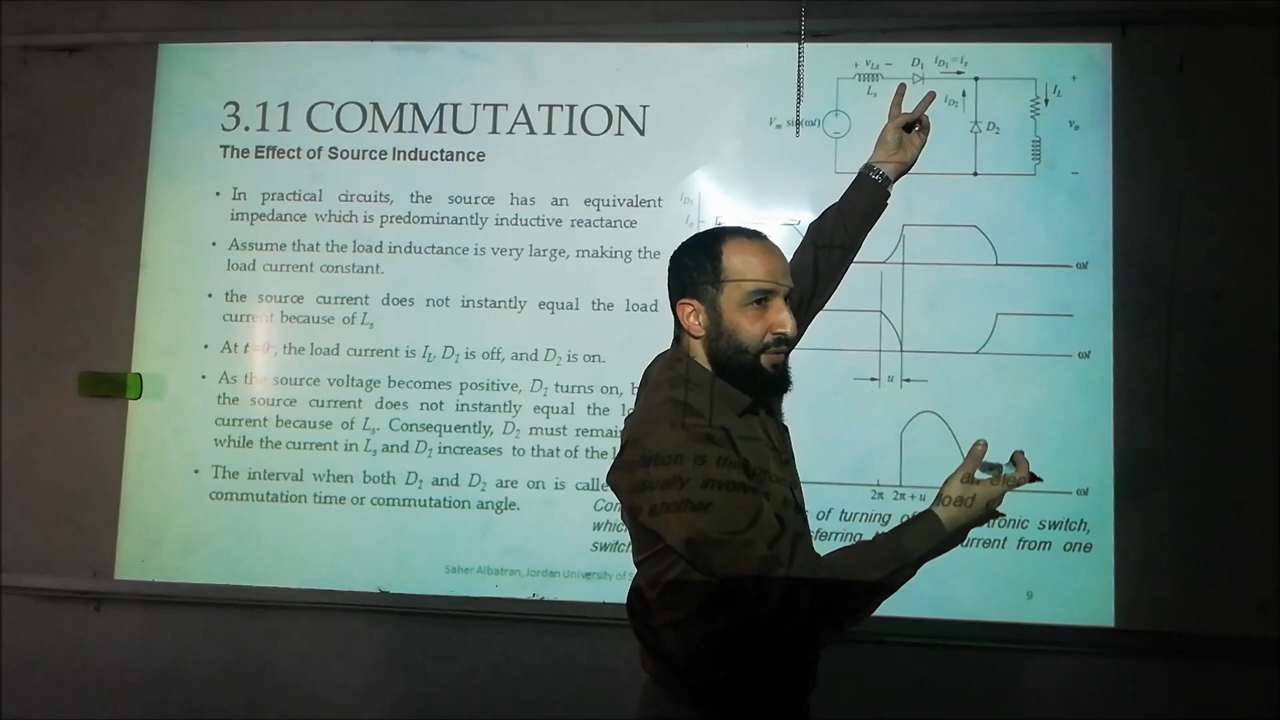 3.11 COMMUTATION
The Effect of Source Inductance
• In practical circuits, the source has an equivalent
impedance which is predominantly inductive reactance
• Assume that the load inductance is very large, making the
load current constant.
• the source current does not instantly equal the load
current because of Ls
• At t=0-, the load current is IL, D1 is off, and D2 is on.
• As the source voltage becomes positive, D1 turns on,
the source current does not instantly equal the
current because of Ls. Consequently, D2 must
while the current in Ls and D1 increases to that of the
• The interval when both D1 and D2 are on is
commutation time or commutation angle.
+ vLs − D1 iD1=is
Ls
iD2
IL
+
Vm sin(ωt)
+
−
D2
vo
−
iD1
ωt
ωt
u
2π 2π + u
ωt
of turning switch,
current from one
Saher Albatran, Jordan University of
9